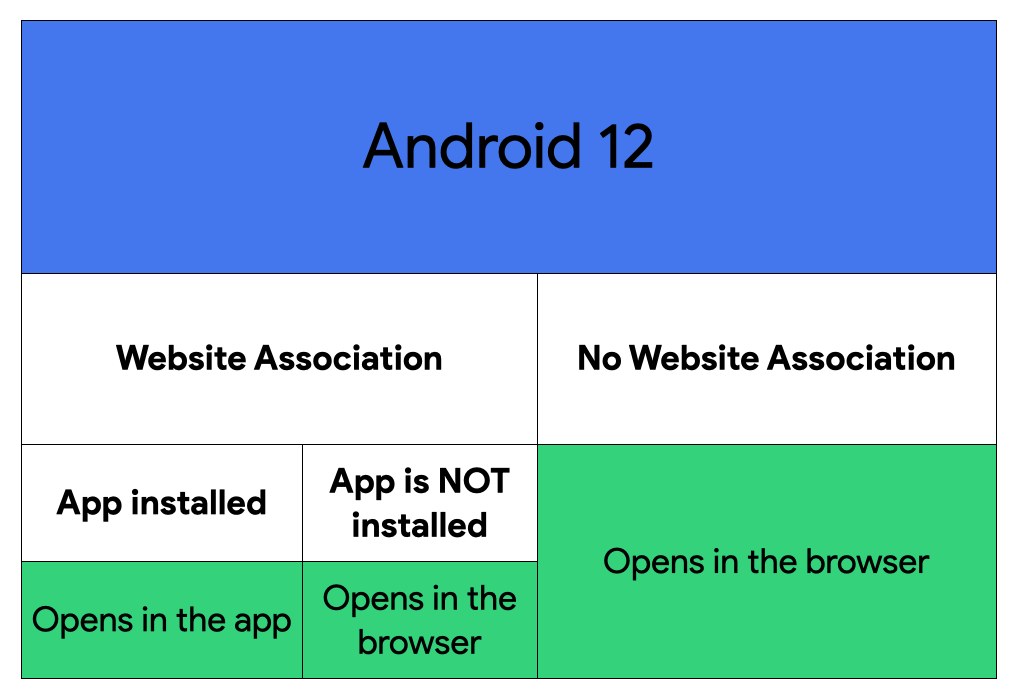 Android 12
Website Association
No Website Association
App installed
App is NOT
installed
Opens in the app
Opens in the
browser
Opens in the browser